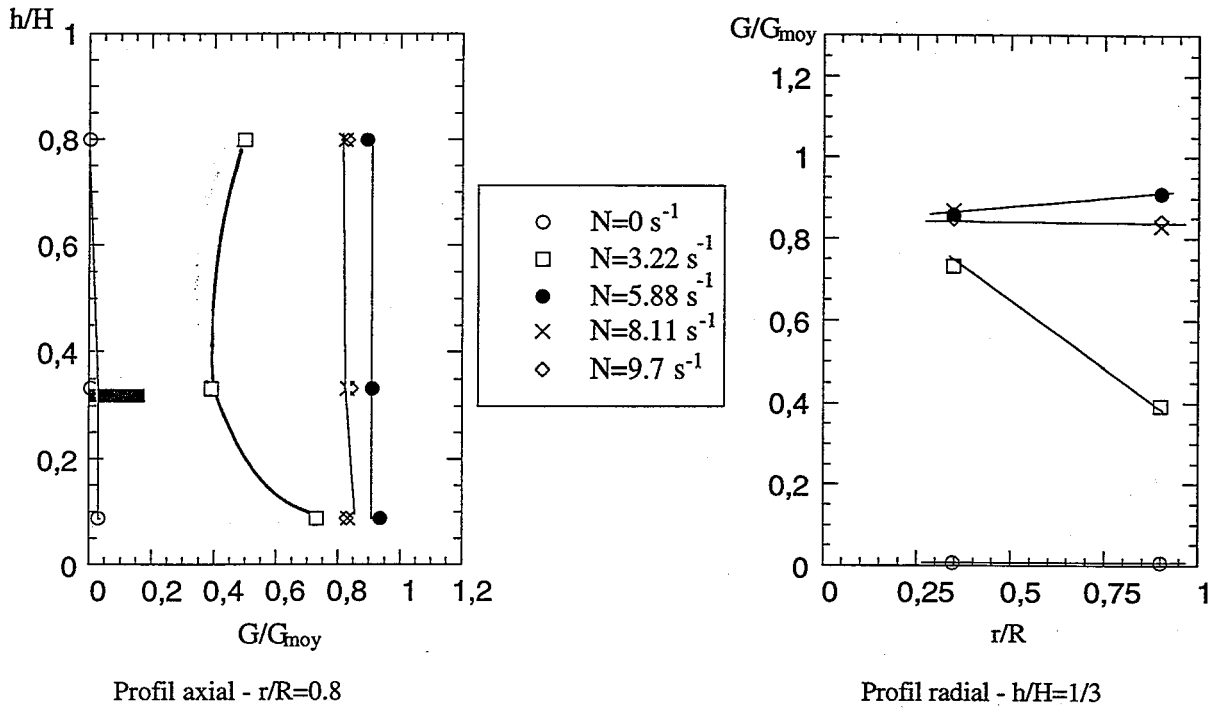 h/H
1
0,8
0,6
0,4
0,2
0
0 0,2 0,4 0,6 0,8 1 1,2
G/Gmoy
Profil axial - r/R=0.8
N=0 s-1
N=3.22 s-1
N=5.88 s-1
N=8.11 s-1
N=9.7 s-1
G/Gmoy
1,2
1
0,8
0,6
0,4
0,2
0
0 0,25 0,5 0,75 1
r/R
Profil radial - h/H=1/3